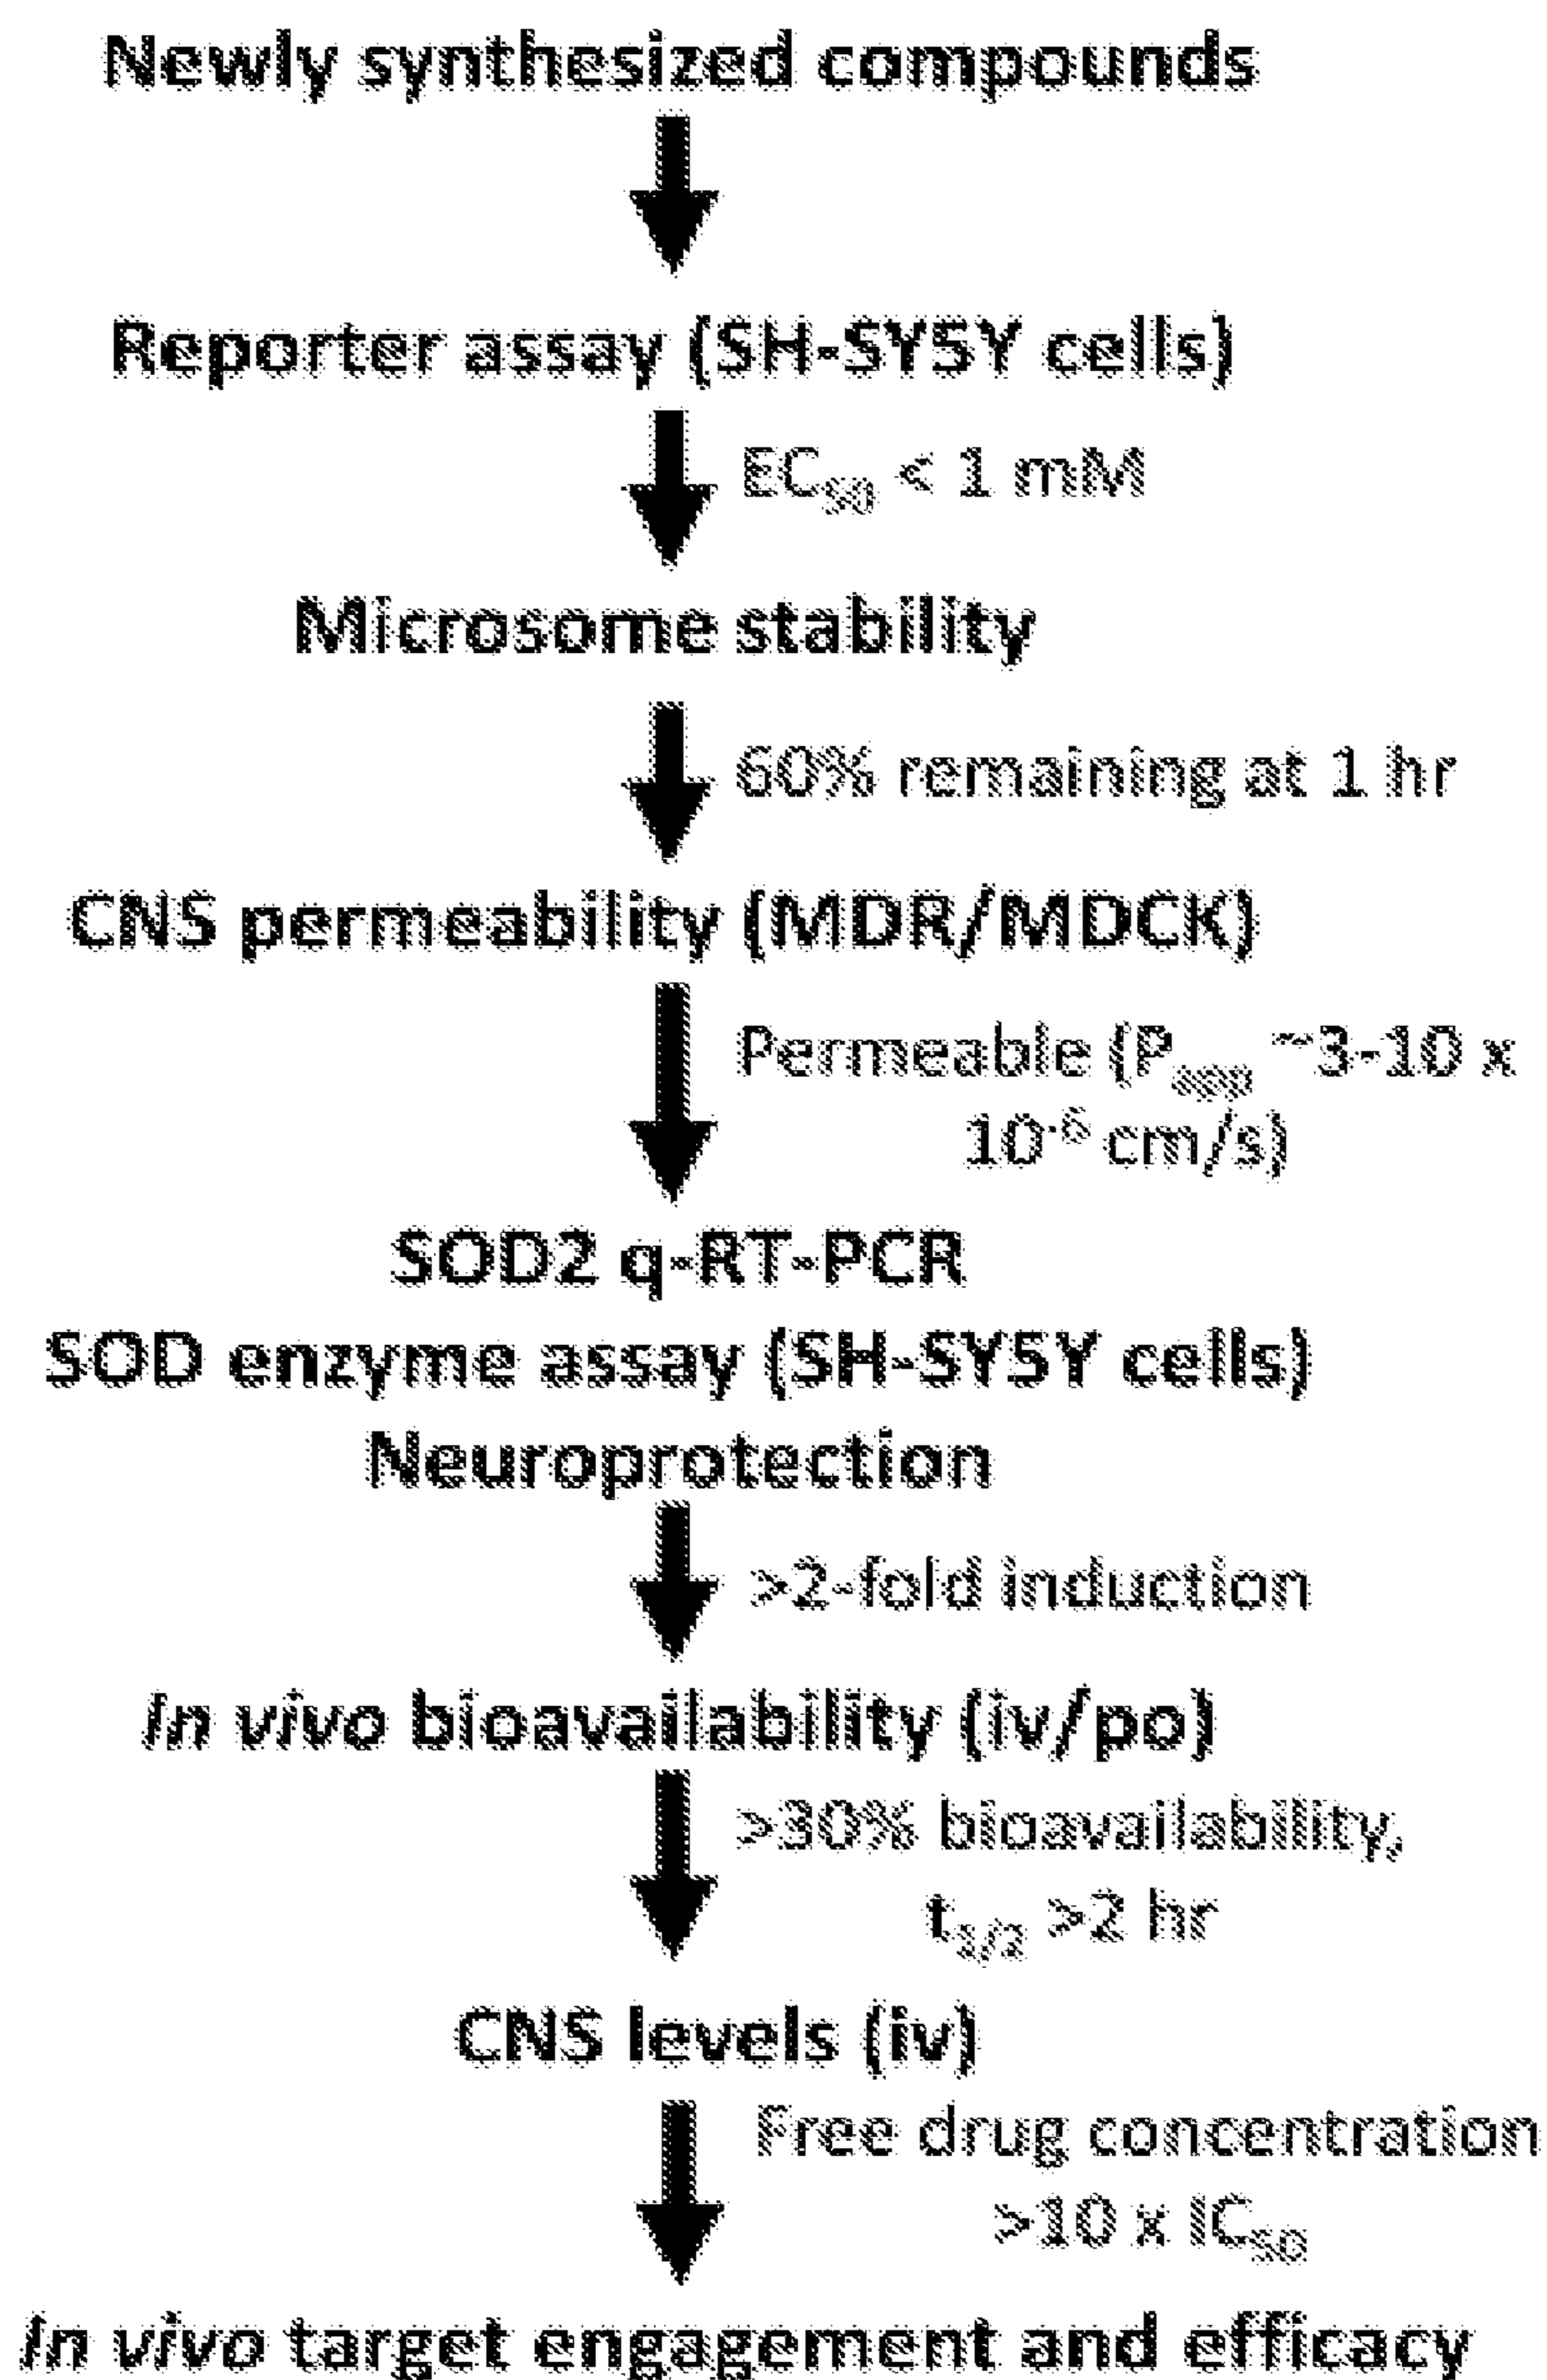 Newly synthesized compounds
Reporter assay (SH-SY5Y cells)
EC50 < 1 mM
Microsome stability
60% remaining at 1 hr
CNS permeability (MDR/MDCK)
Permeable (Papp ~3-10 x
10-6 cm/s)
SOD2 q-RT-PCR
SOD enzyme assay (SH-SY5Y cells)
Neuroprotection
>2-fold induction
In vivo bioavailability (iv/po)
>30% bioavailability,
t1/2 >2 hr
CNS levels (iv)
Free drug concentration
>10 x IC50
In vivo target engagement and efficacy